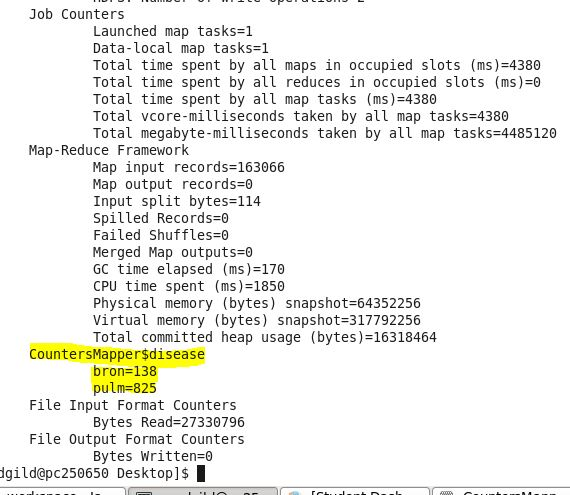 Job Counters
Launched map tasks=1
Data-local map tasks=1
Total time spent by all maps in occupied slots (ms)=4380
Total time spent by all reduces in occupied slots (ms)=0
Total time spent by all map tasks (ms)=4380
Total vcore-milliseconds taken by all map tasks=4380
Total megabyte-milliseconds taken by all map tasks=4485120
Map-Reduce Framework
Map input records=163066
Map output records=0
Input split bytes=114
Spilled Records=0
Failed Shuffles=0
Merged Map outputs=0
GC time elapsed (ms)=170
CPU time spent (ms)=1850
Physical memory (bytes) snapshot=64352256
Virtual memory (bytes) snapshot=317792256
Total committed heap usage (bytes)=16318464
CountersMapper$disease
bron=138
pulm=825
File Input Format Counters
Bytes Read=27330796
File Output Format Counters
Bytes Written=0
dgild@pc250650 Desktop]$